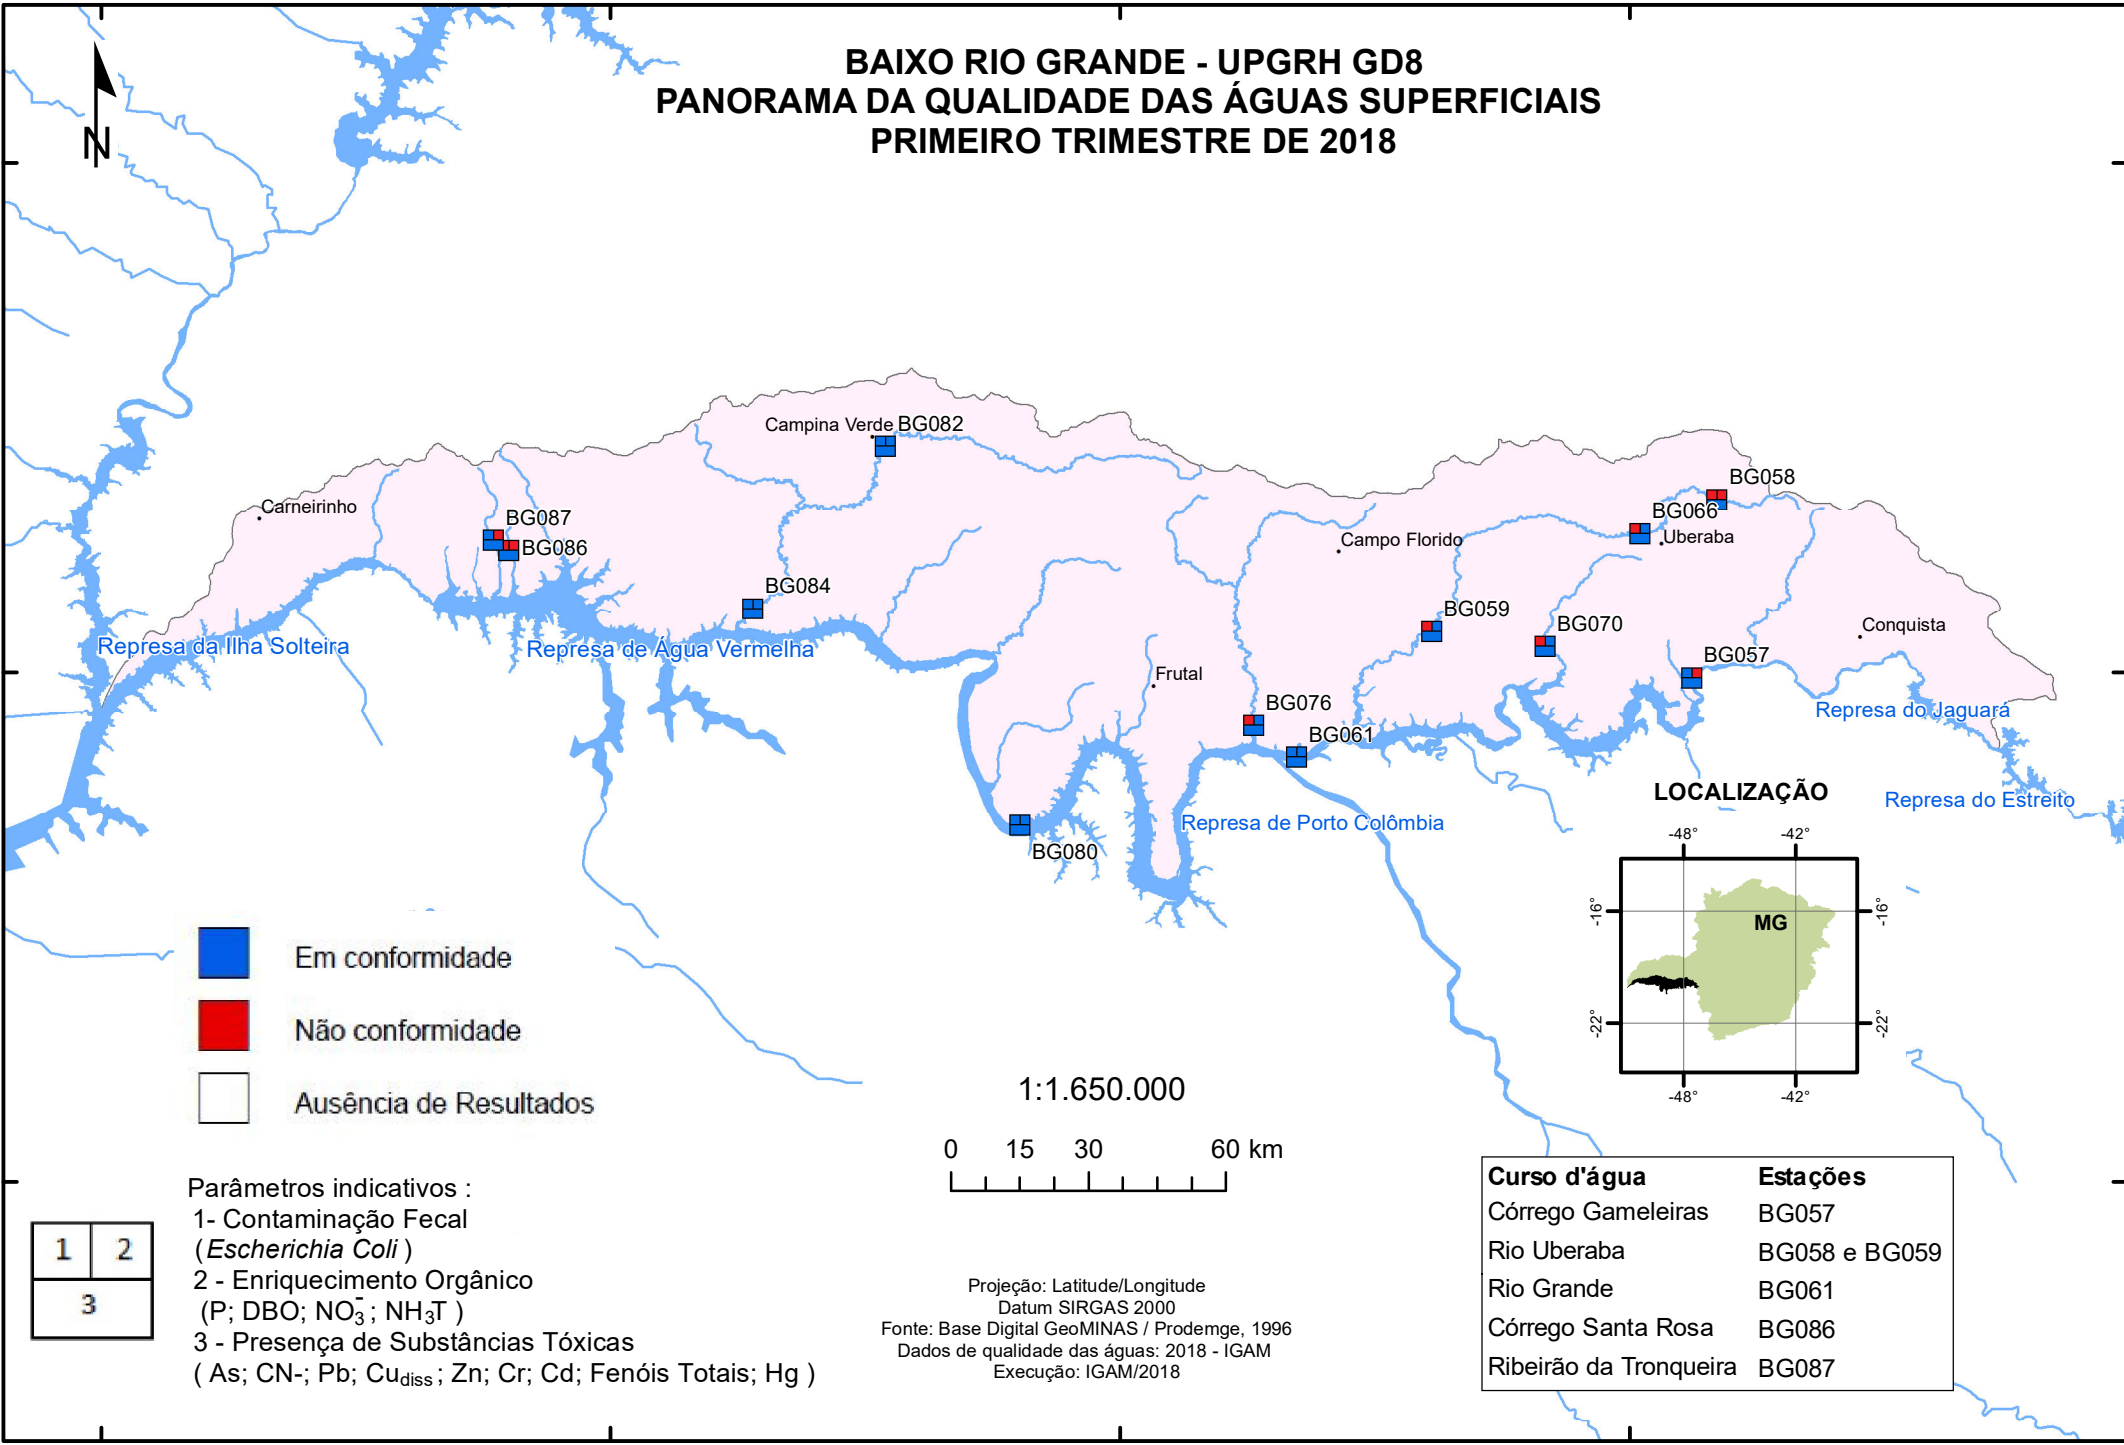 BAIXO RIO GRANDE - UPGRH GD8
PANORAMA DA QUALIDADE DAS ÁGUAS SUPERFICIAIS
PRIMEIRO TRIMESTRE DE 2018
N
Campina Verde
BG082
Carneirinho
BG087
BG086
BG084
BG058
BG066
Uberaba
Campo Florido
BG059
BG070
BG057
Conquista
Represa da Ilha Solteira
Represa de Água Vermelha
Frutal
BG076
BG061
Represa do Jaguará
Represa do Estreito
Represa de Porto Colômbia
BG080
LOCALIZAÇÃO
-48°
-42°
-16°
-16°
MG
-22°
-22°
-48°
-42°
Em conformidade
Não conformidade
Ausência de Resultados
1:1.650.000
0 15 30 60 km
Parâmetros indicativos :
1- Contaminação Fecal
(Escherichia Coli )
2 - Enriquecimento Orgânico
(P; DBO; NO₃⁻; NH₃T )
3 - Presença de Substâncias Tóxicas
( As; CN-; Pb; Cudiss ; Zn; Cr; Cd; Fenóis Totais; Hg )
1 2
3
Projeção: Latitude/Longitude
Datum SIRGAS 2000
Fonte: Base Digital GeoMINAS / Prodemge, 1996
Dados de qualidade das águas: 2018 - IGAM
Execução: IGAM/2018
Curso d'água Estações
Córrego Gameleiras BG057
Rio Uberaba BG058 e BG059
Rio Grande BG061
Córrego Santa Rosa BG086
Ribeirão da Tronqueira BG087